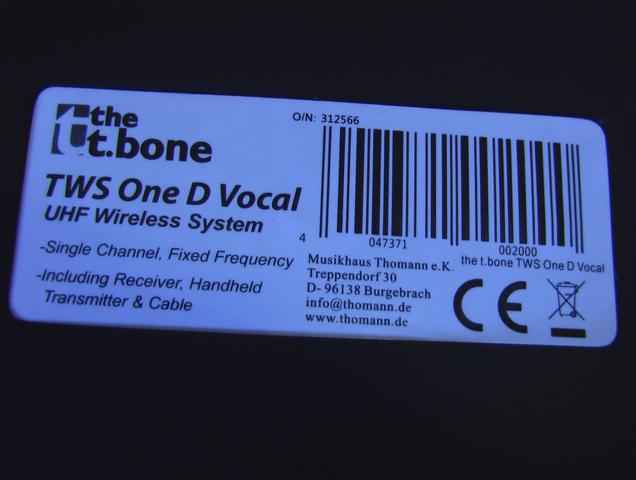 the
t.bone
TWS One D Vocal
UHF Wireless System
-Single Channel, Fixed Frequency
-Including Receiver, Handheld
Transmitter & Cable
O/N: 312566
4 047371 002000
the t.bone TWS One D Vocal
Musikhaus Thomann e.K.
Treppendorf 30
D- 96138 Burgebrach
info@thomann.de
www.thomann.de
CE